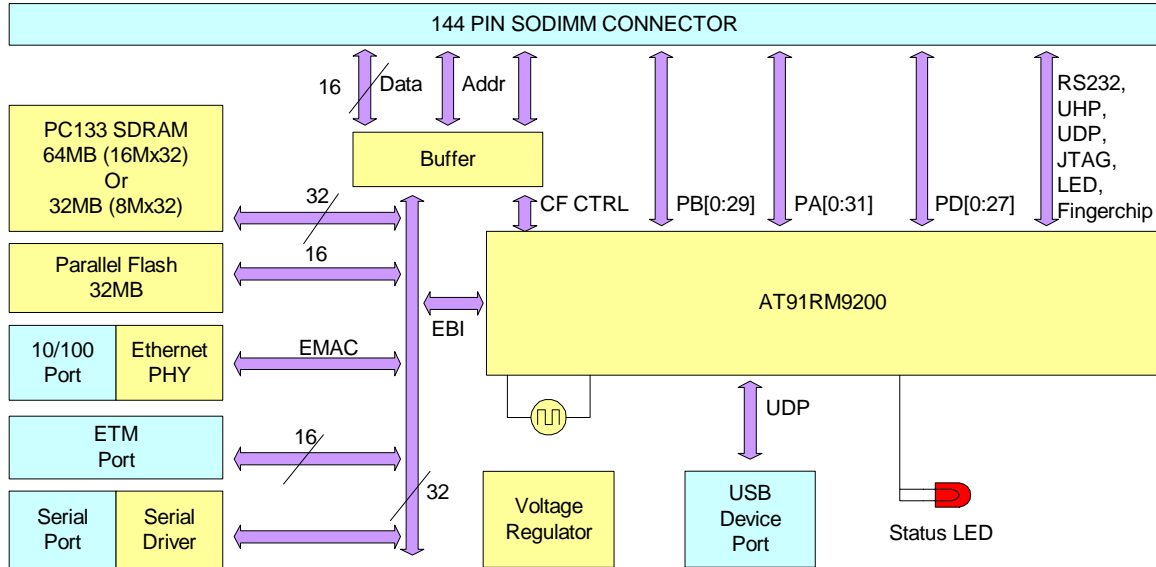 144 PIN SODIMM CONNECTOR
16
Data
Addr
RS232,
UHP,
UDP,
JTAG,
LED,
Fingerchip
PC133 SDRAM
64MB (16Mx32)
Or
32MB (8Mx32)
Buffer
32
CF CTRL
PB[0:29]
PA[0:31]
PD[0:27]
Parallel Flash
32MB
16
AT91RM9200
EBI
10/100
Port
Ethernet
PHY
EMAC
UDP
ETM
Port
16
32
Serial
Port
Serial
Driver
Voltage
Regulator
USB
Device
Port
Status LED